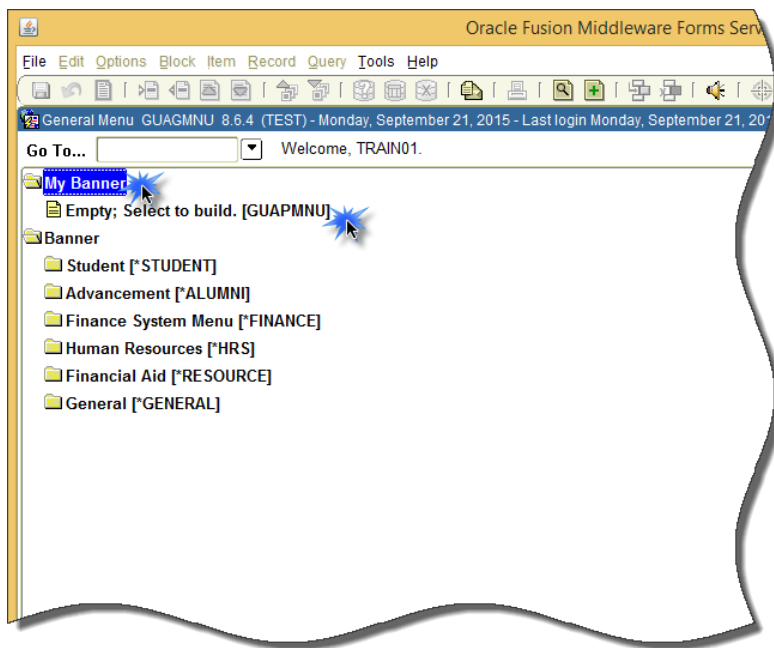 Oracle Fusion Middleware Forms Serv
File Edit Options Block Item Record Query Tools Help
General Menu GUAGMNU 8.6.4 (TEST) - Monday, September 21, 2015 - Last login Monday, September 21, 201
Go To... Welcome, TRAIN01.
My Banner
Empty; Select to build. [GUAPMNU]
Banner
Student [*STUDENT]
Advancement [*ALUMNI]
Finance System Menu [*FINANCE]
Human Resources [*HRS]
Financial Aid [*RESOURCE]
General [*GENERAL]